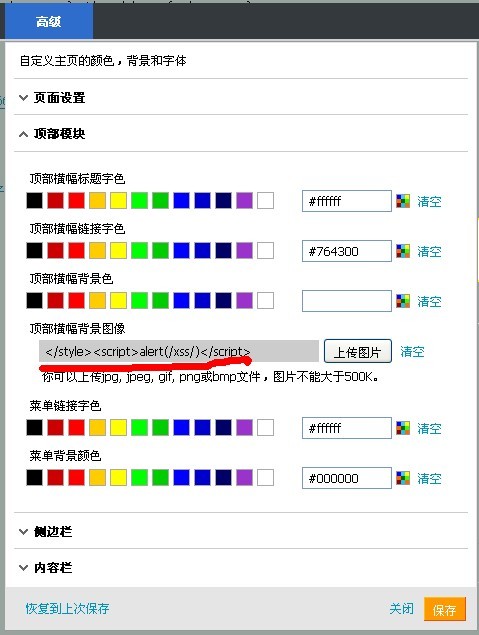 高级
自定义主页的颜色，背景和字体
页面设置
顶部模块
顶部横幅标题字色
#ffffff 清空
顶部横幅链接字色
#764300 清空
顶部横幅背景色
清空
顶部横幅背景图像
</style><script>alert(/xss/)</script> 上传图片 清空
你可以上传jpg, jpeg, gif, png或bmp文件，图片不能大于500K。
菜单链接字色
#ffffff 清空
菜单背景颜色
#000000 清空
侧边栏
内容栏
恢复到上次保存 关闭 保存